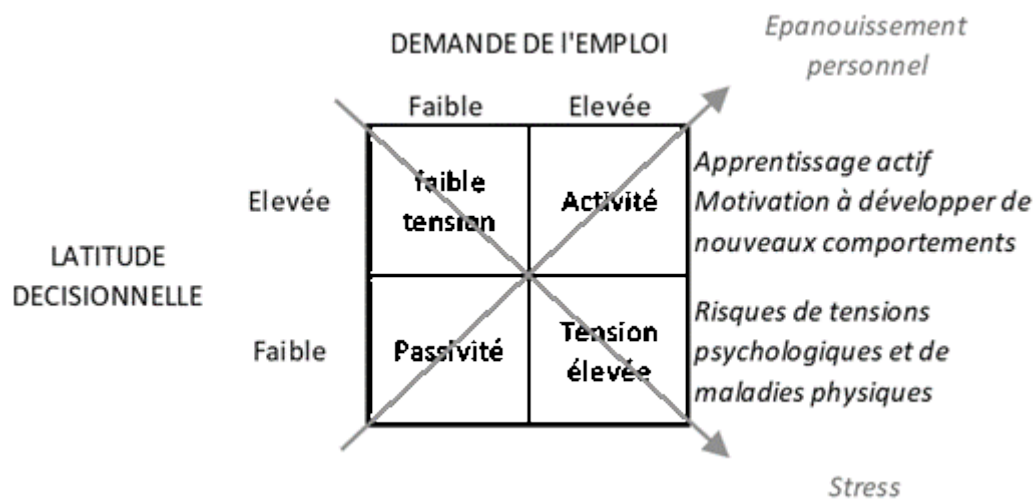 Epanouissement
personnel
DEMANDE DE l'EMPLOI
Faible
Elevée
Elevée
faible
tension
Activité
Apprentissage actif
Motivation à développer de
nouveaux comportements
LATITUDE
DECISIONNELLE
Faible
Passivité
Tension
élevée
Risques de tensions
psychologiques et de
maladies physiques
Stress